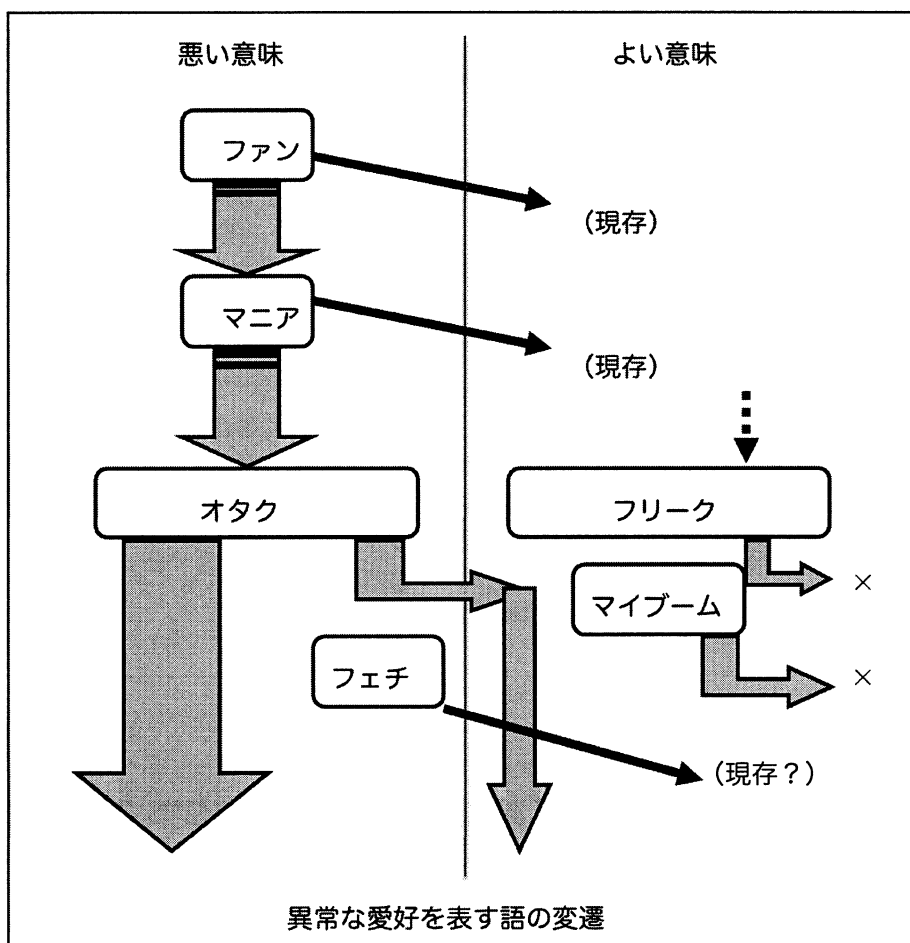 悪い意味
よい意味
ファン
(現存)
マニア
(現存)
オタク
フリーク
×
マイブーム
×
フェチ
(現存?)
異常な愛好を表す語の変遷